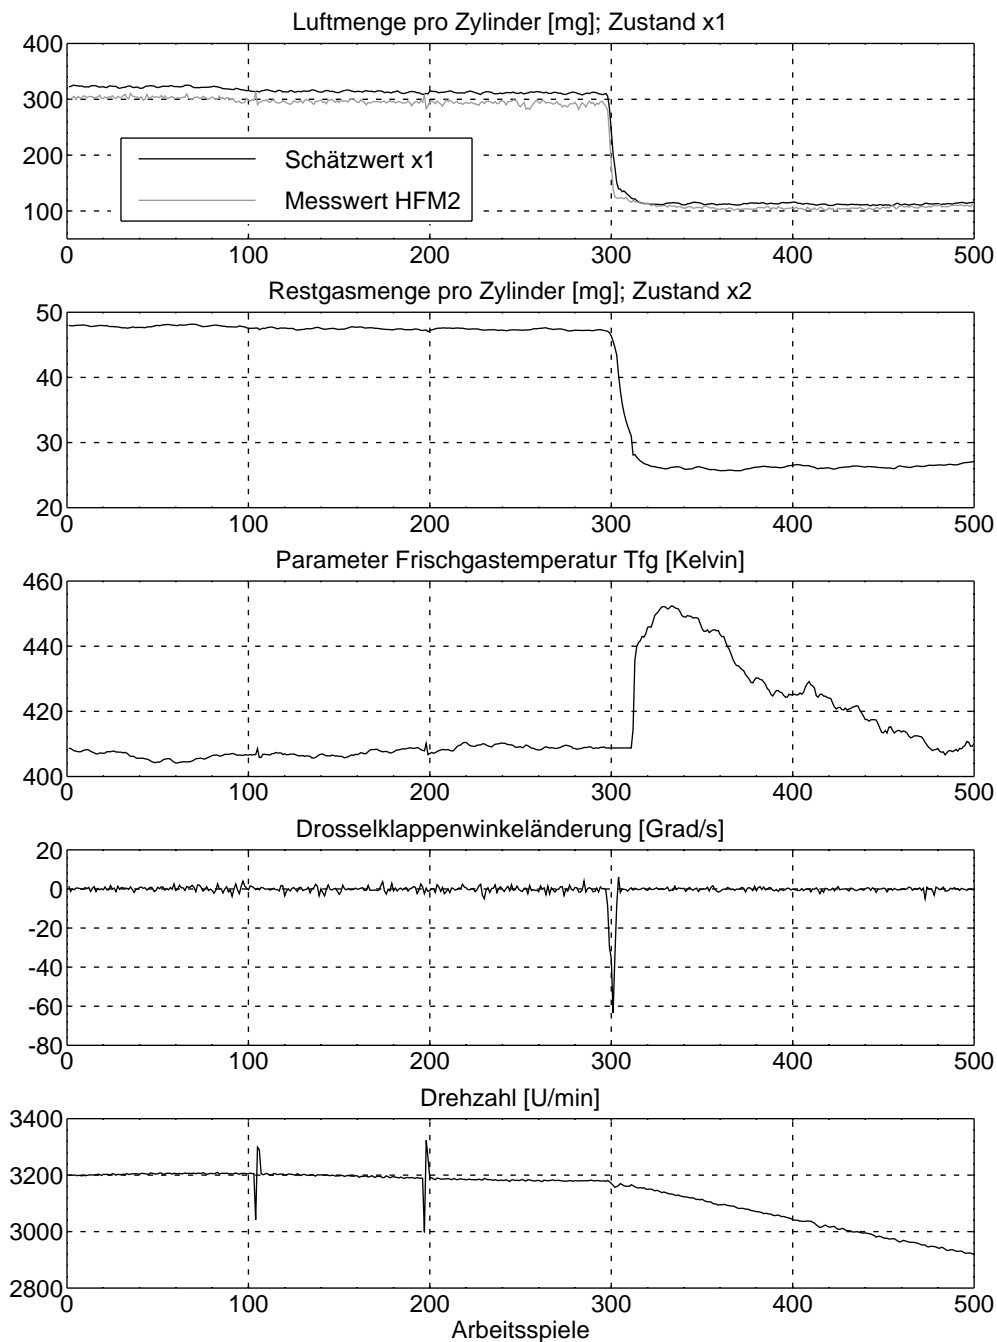 Luftmenge pro Zylinder [mg]; Zustand x1
400
300
200
100
Schätzwert x1
Messwert HFM2
0 100 200 300 400 500
Restgasmenge pro Zylinder [mg]; Zustand x2
50
40
30
20
0 100 200 300 400 500
Parameter Frischgastemperatur Tfg [Kelvin]
460
440
420
400
0 100 200 300 400 500
Drosselklappenwinkeländerung [Grad/s]
20
0
-20
-40
-60
-80
0 100 200 300 400 500
Drehzahl [U/min]
3400
3200
3000
2800
0 100 200 300 400 500
Arbeitsspiele